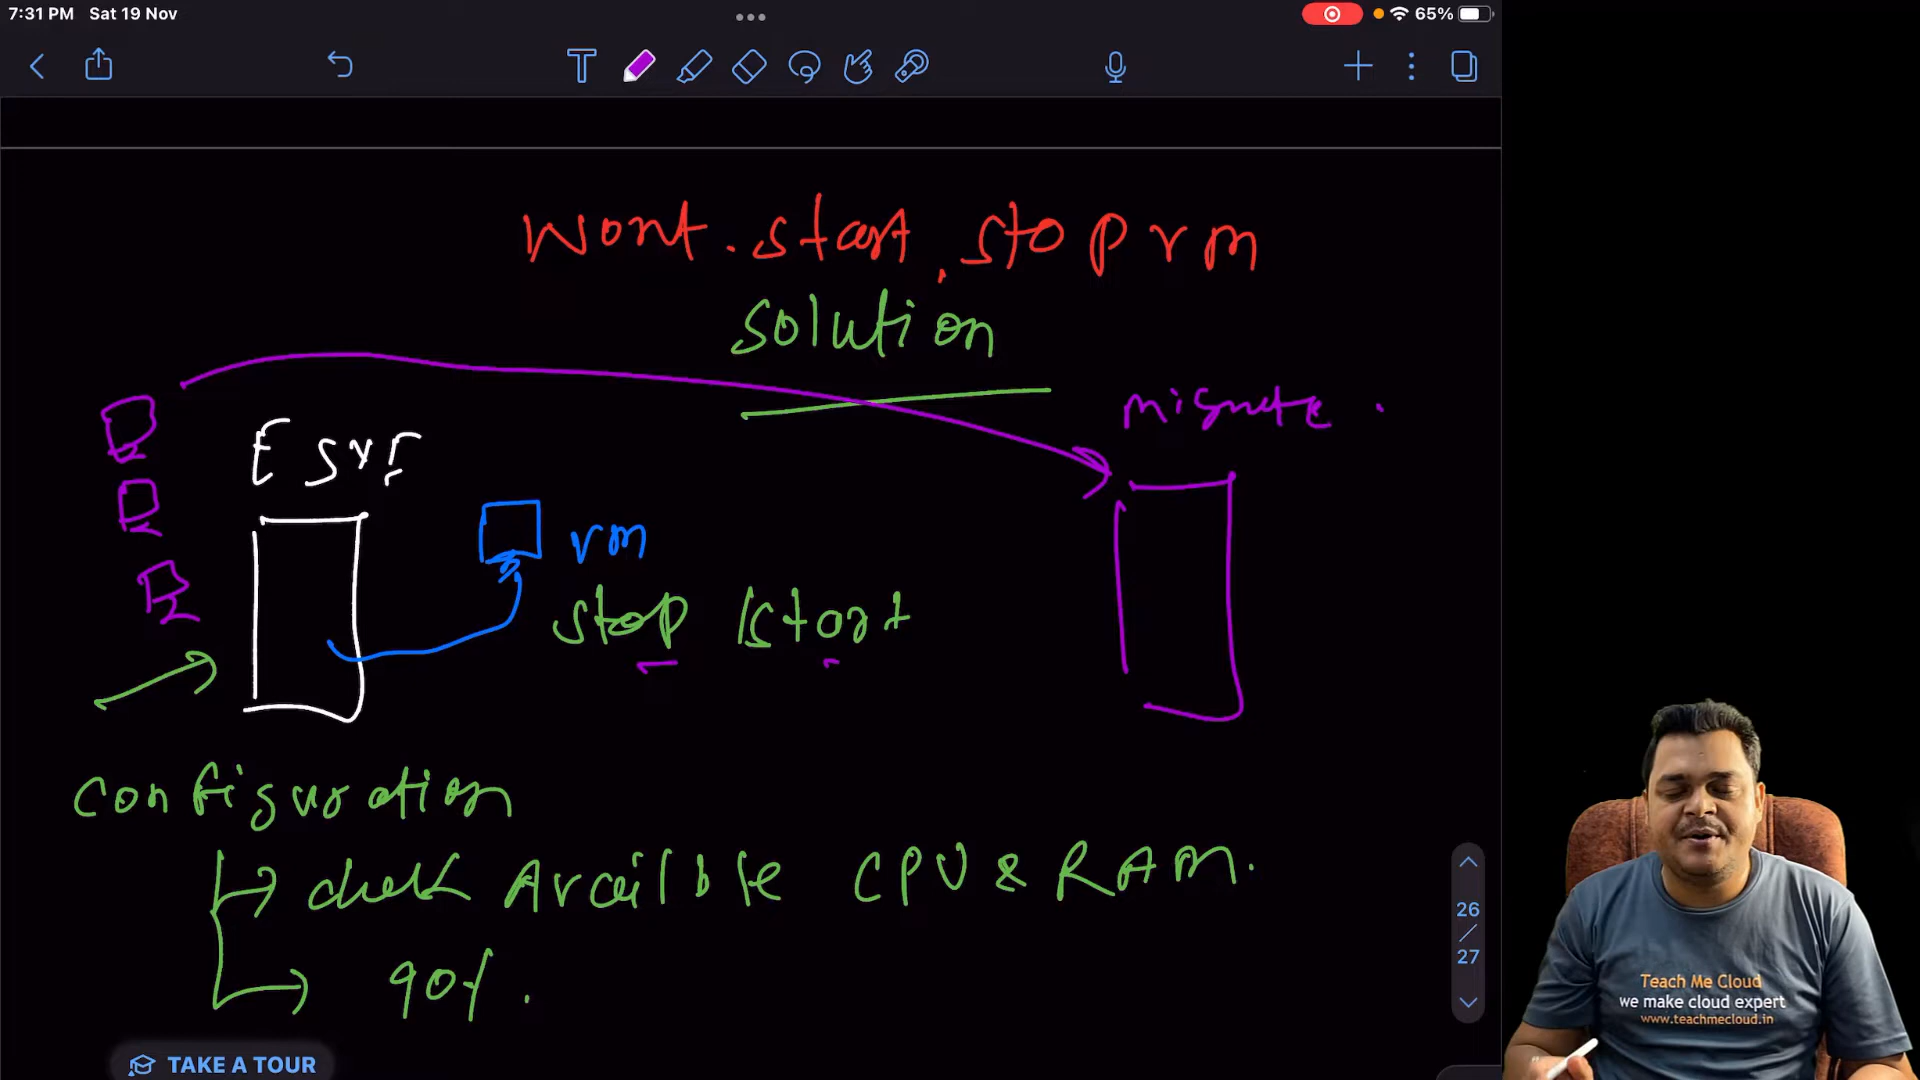 7:31 PM Sat 19 Nov
65%
Wont. start. stop vm
solution
migrate.
ESXI
vm
stop start
configuration
check Available CPU & RAM.
90%.
26
27
TAKE A TOUR
Teach Me Cloud
we make cloud expert
www.teachmecloud.in